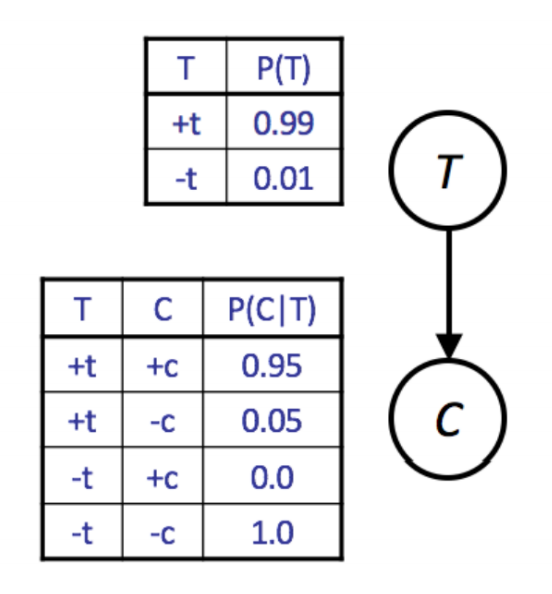 T P(T)
+t 0.99
-t 0.01
T
T C P(C|T)
+t +c 0.95
+t -c 0.05
-t +c 0.0
-t -c 1.0
C